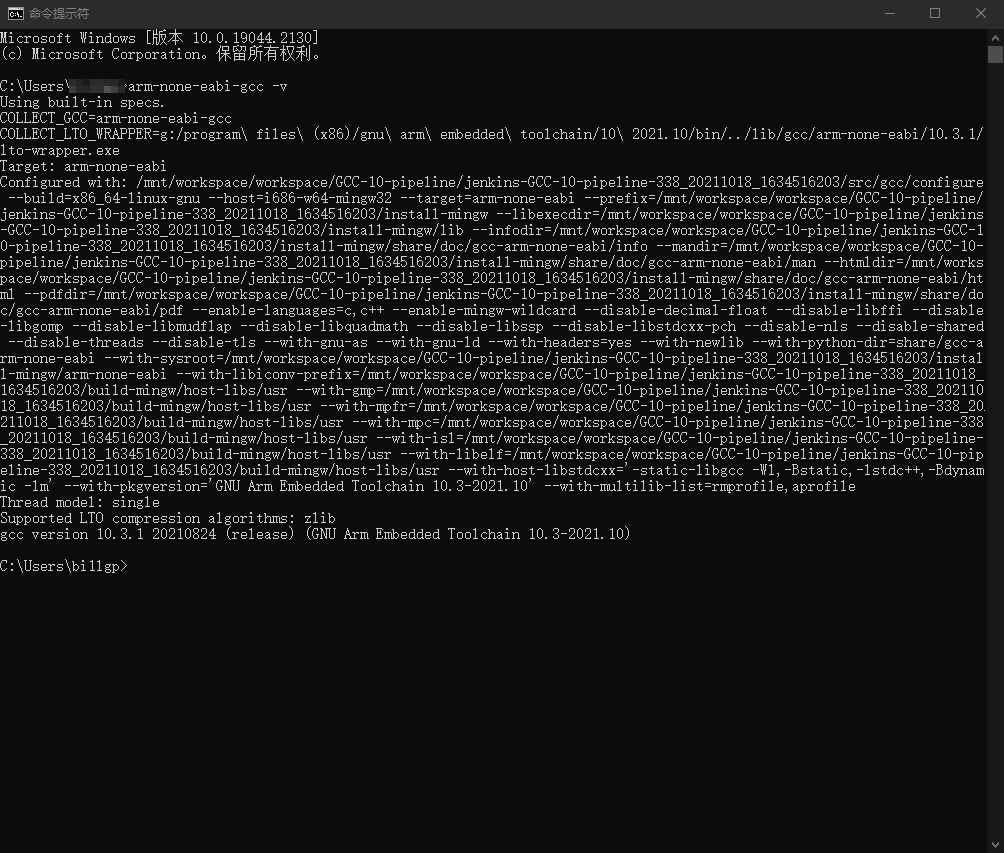 命令提示符
Microsoft Windows [版本 10.0.19044.2130]
(c) Microsoft Corporation。保留所有权利。
C:\Users\ >arm-none-eabi-gcc -v
Using built-in specs.
COLLECT_GCC=arm-none-eabi-gcc
COLLECT_LTO_WRAPPER=g:/program\ files\ (x86)/gnu\ arm\ embedded\ toolchain/10\ 2021.10/bin/../lib/gcc/arm-none-eabi/10.3.1/
lto-wrapper.exe
Target: arm-none-eabi
Configured with: /mnt/workspace/workspace/GCC-10-pipeline/jenkins-GCC-10-pipeline-338_20211018_1634516203/src/gcc/configure
--build=x86_64-linux-gnu --host=i686-w64-mingw32 --target=arm-none-eabi --prefix=/mnt/workspace/workspace/GCC-10-pipeline/
jenkins-GCC-10-pipeline-338_20211018_1634516203/install-mingw --libexecdir=/mnt/workspace/workspace/GCC-10-pipeline/jenkins
-GCC-10-pipeline-338_20211018_1634516203/install-mingw/lib --infodir=/mnt/workspace/workspace/GCC-10-pipeline/jenkins-GCC-1
0-pipeline-338_20211018_1634516203/install-mingw/share/doc/gcc-arm-none-eabi/info --mandir=/mnt/workspace/workspace/GCC-10-
pipeline/jenkins-GCC-10-pipeline-338_20211018_1634516203/install-mingw/share/doc/gcc-arm-none-eabi/man --htmldir=/mnt/works
pace/workspace/GCC-10-pipeline/jenkins-GCC-10-pipeline-338_20211018_1634516203/install-mingw/share/doc/gcc-arm-none-eabi/ht
ml --pdfdir=/mnt/workspace/workspace/GCC-10-pipeline/jenkins-GCC-10-pipeline-338_20211018_1634516203/install-mingw/share/do
c/gcc-arm-none-eabi/pdf --enable-languages=c,c++ --enable-mingw-wildcard --disable-decimal-float --disable-libffi --disable
-libgomp --disable-libmudflap --disable-libquadmath --disable-libssp --disable-libstdcxx-pch --disable-nls --disable-shared
--disable-threads --disable-tls --with-gnu-as --with-gnu-ld --with-headers=yes --with-newlib --with-python-dir=share/gcc-a
rm-none-eabi --with-sysroot=/mnt/workspace/workspace/GCC-10-pipeline/jenkins-GCC-10-pipeline-338_20211018_1634516203/instal
l-mingw/arm-none-eabi --with-libiconv-prefix=/mnt/workspace/workspace/GCC-10-pipeline/jenkins-GCC-10-pipeline-338_20211018_
1634516203/build-mingw/host-libs/usr --with-gmp=/mnt/workspace/workspace/GCC-10-pipeline/jenkins-GCC-10-pipeline-338_202110
18_1634516203/build-mingw/host-libs/usr --with-mpfr=/mnt/workspace/workspace/GCC-10-pipeline/jenkins-GCC-10-pipeline-338_20
211018_1634516203/build-mingw/host-libs/usr --with-mpc=/mnt/workspace/workspace/GCC-10-pipeline/jenkins-GCC-10-pipeline-338
_20211018_1634516203/build-mingw/host-libs/usr --with-isl=/mnt/workspace/workspace/GCC-10-pipeline/jenkins-GCC-10-pipeline-
338_20211018_1634516203/build-mingw/host-libs/usr --with-libelf=/mnt/workspace/workspace/GCC-10-pipeline/jenkins-GCC-10-pip
eline-338_20211018_1634516203/build-mingw/host-libs/usr --with-host-libstdcxx='-static-libgcc -Wl,-Bstatic,-lstdc++,-Bdynam
ic -lm' --with-pkgversion='GNU Arm Embedded Toolchain 10.3-2021.10' --with-multilib-list=rmprofile,aprofile
Thread model: single
Supported LTO compression algorithms: zlib
gcc version 10.3.1 20210824 (release) (GNU Arm Embedded Toolchain 10.3-2021.10)
C:\Users\billgp>